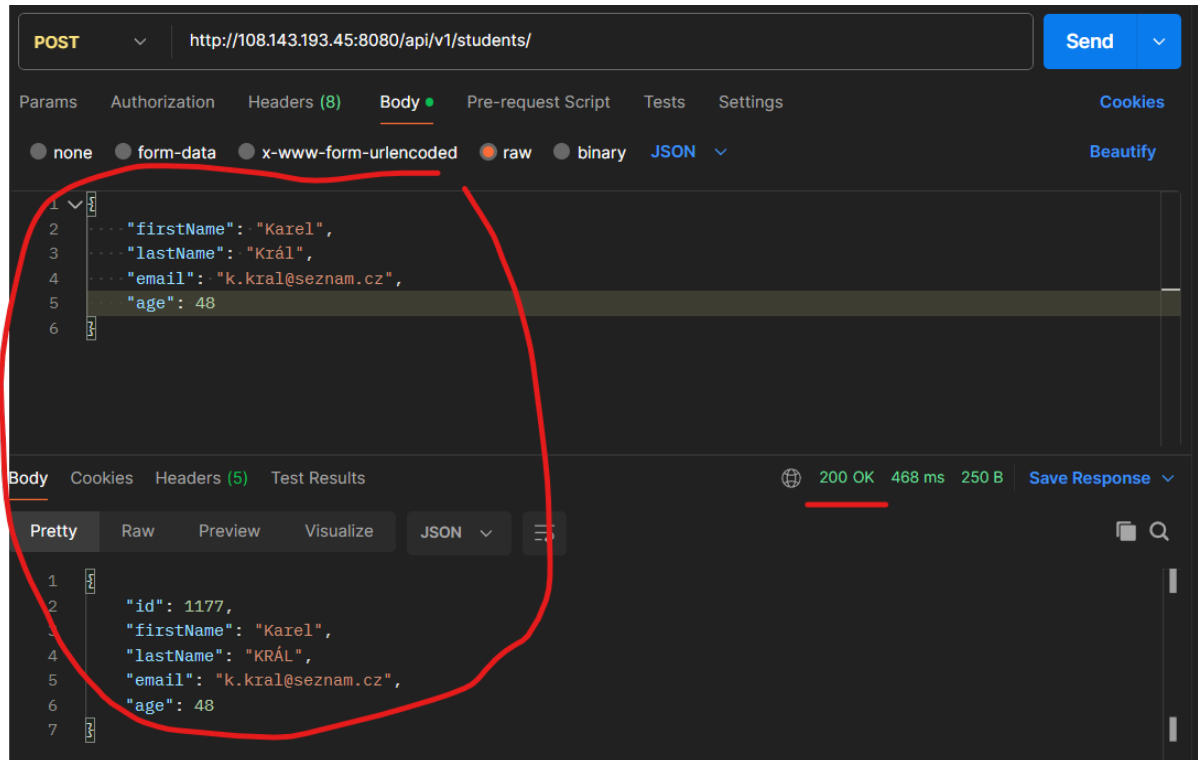 POST http://108.143.193.45:8080/api/v1/students/ Send
Params Authorization Headers (8) Body Pre-request Script Tests Settings Cookies
none form-data x-www-form-urlencoded raw binary JSON Beautify
1 {
2 "firstName": "Karel",
3 "lastName": "Král",
4 "email": "k.kral@seznam.cz",
5 "age": 48
6 }
Body Cookies Headers (5) Test Results 200 OK 468 ms 250 B Save Response
Pretty Raw Preview Visualize JSON
1 {
2 "id": 1177,
3 "firstName": "Karel",
4 "lastName": "KRÁL",
5 "email": "k.kral@seznam.cz",
6 "age": 48
7 }